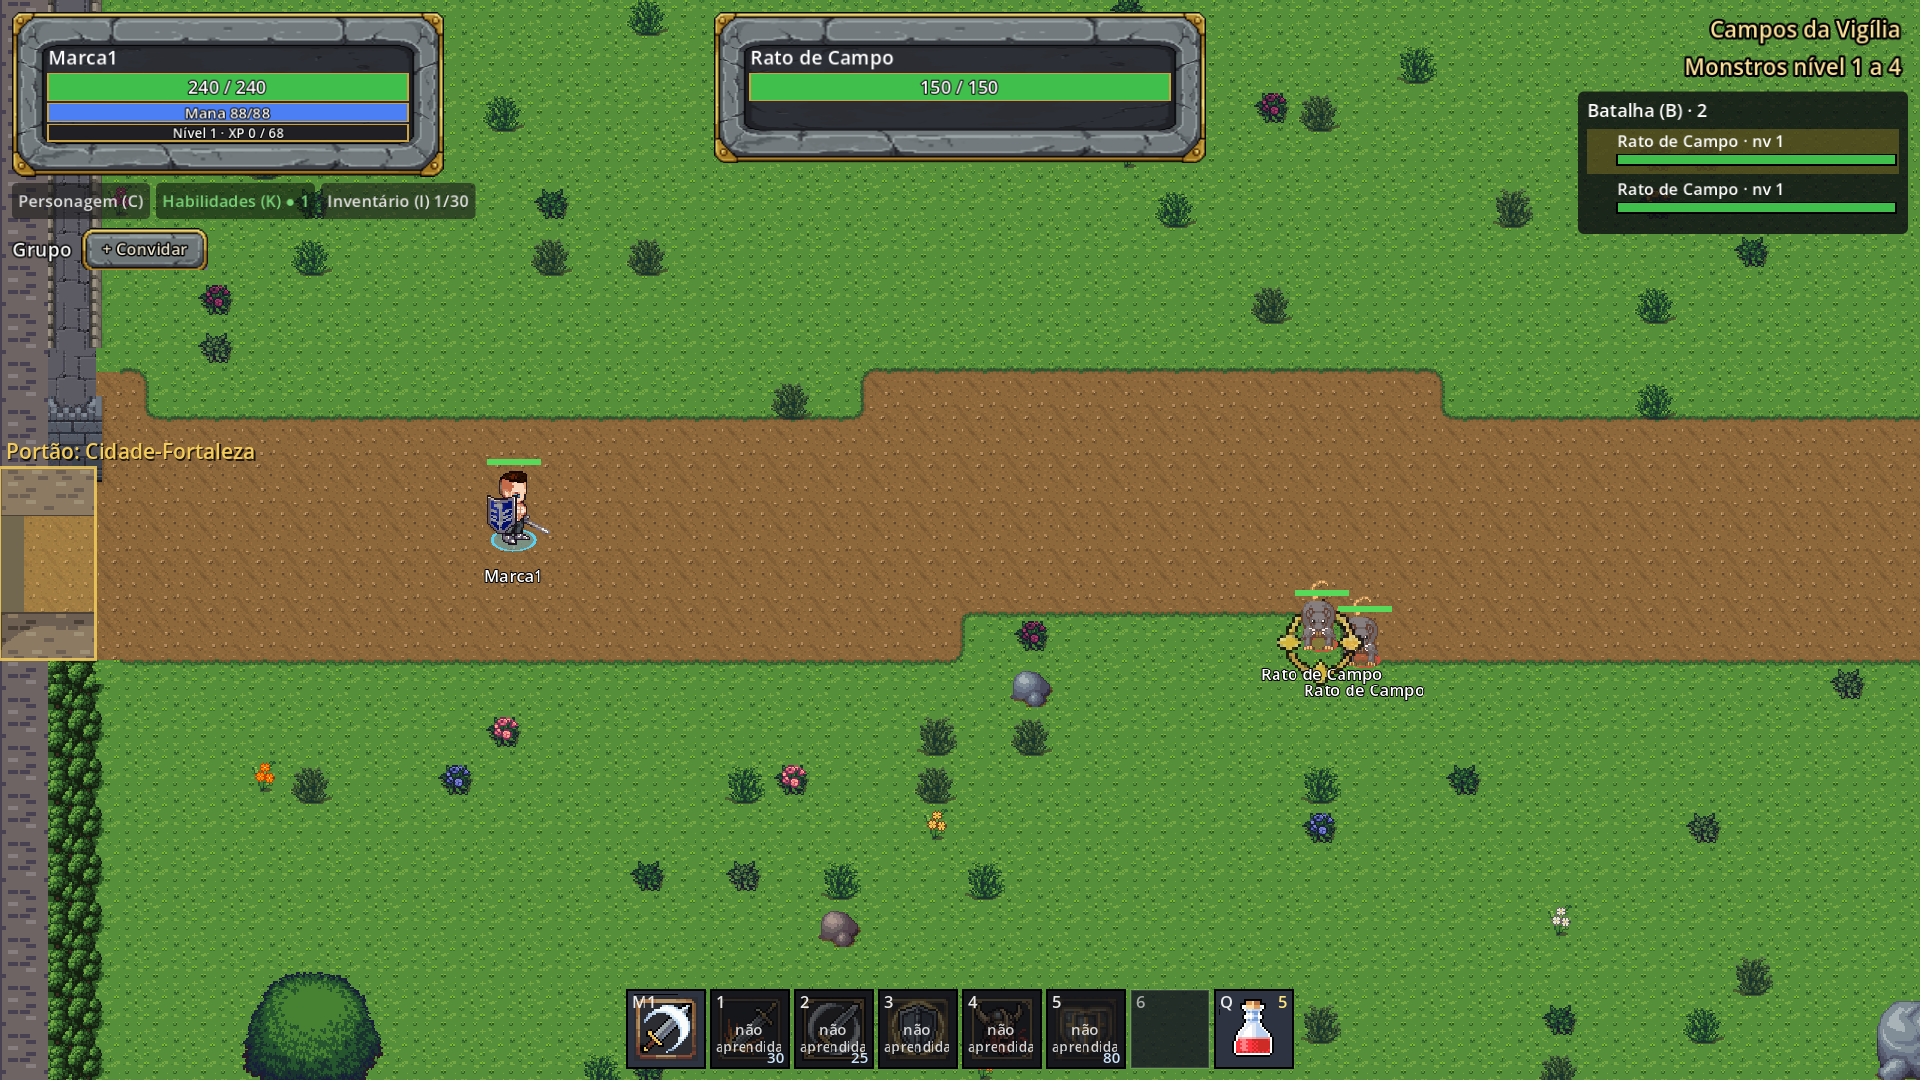 Marca1
240 / 240
Mana 88/88
Nível 1 · XP 0 / 68
Personagem (C)
Habilidades (K) ● 1
Inventário (I) 1/30
Grupo
+ Convidar
Rato de Campo
150 / 150
Campos da Vigília
Monstros nível 1 a 4
Batalha (B) · 2
Rato de Campo · nv 1
Rato de Campo · nv 1
Portão: Cidade-Fortaleza
Marca1
Rato de Campo
Rato de Campo
M1
1
não
aprendida
30
2
não
aprendida
25
3
não
aprendida
4
não
aprendida
5
não
aprendida
80
6
Q
5